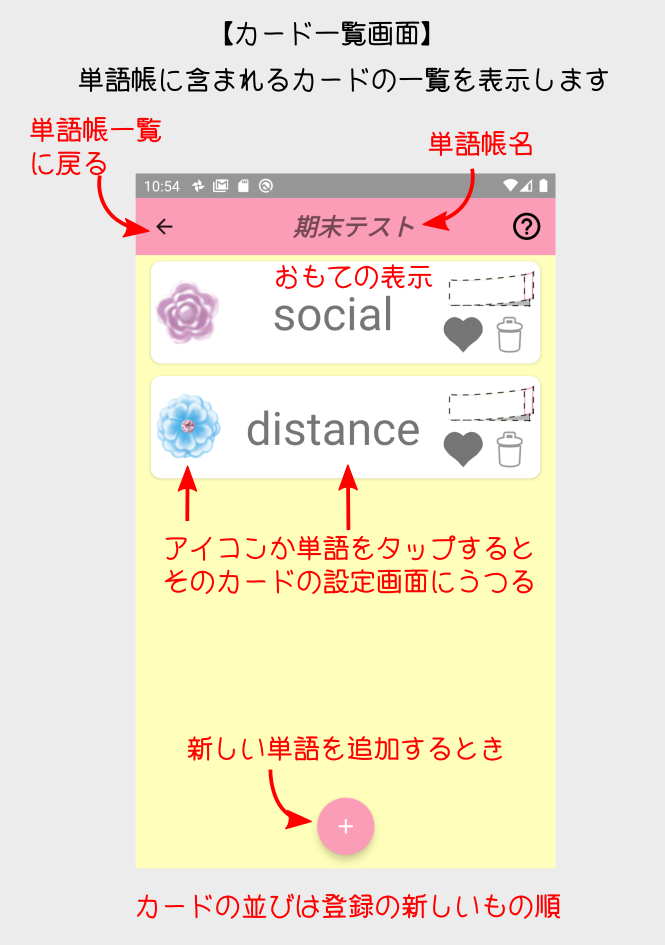 【カード一覧画面】
単語帳に含まれるカードの一覧を表示します
単語帳一覧
に戻る
単語帳名
10:54
期末テスト
おもての表示
social
distance
アイコンか単語をタップすると
そのカードの設定画面にうつる
新しい単語を追加するとき
カードの並びは登録の新しいもの順